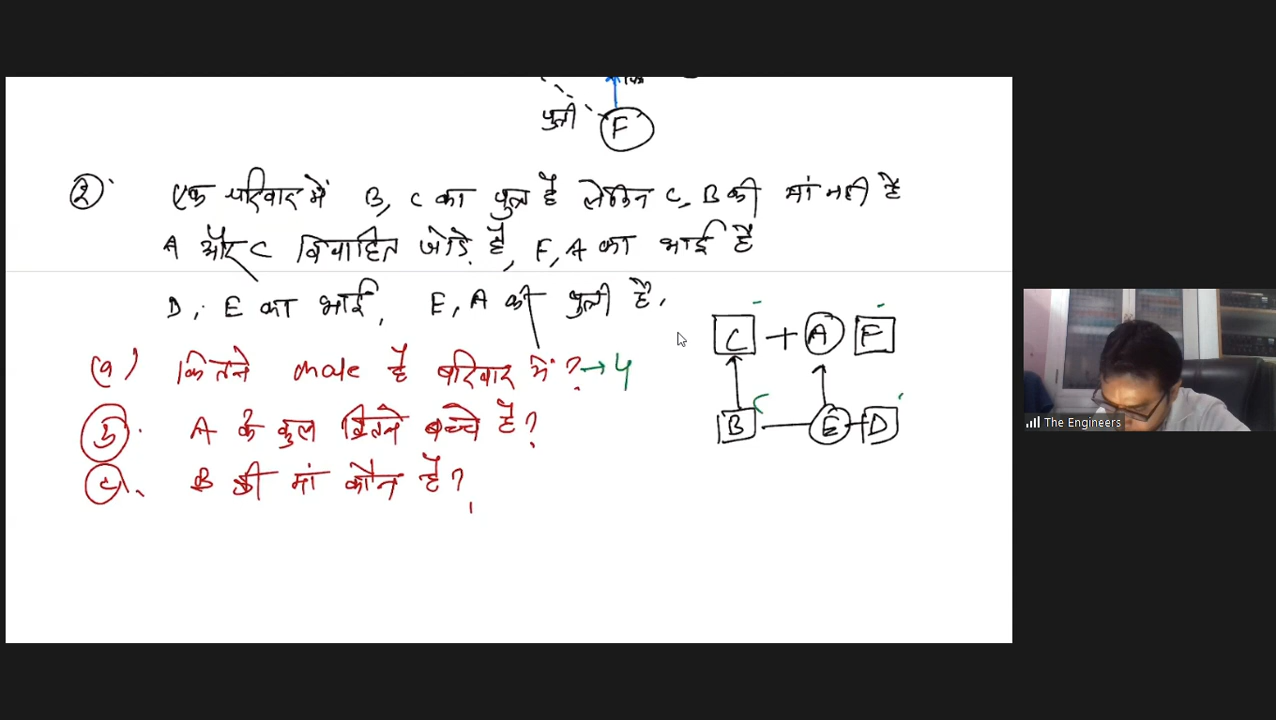 पुत्री F
② एक परिवार में B, C का पुत्र है लेकिन C, B की मां नहीं है
A और C विवाहित जोड़े है, F, A का भाई है
D, E का भाई, E, A की पुत्री है,
(a) कितने male है परिवार में? → 4
(b) A के कुल कितने बच्चे है?
(c) B की मां कौन है?
C + A F
B E D
The Engineers